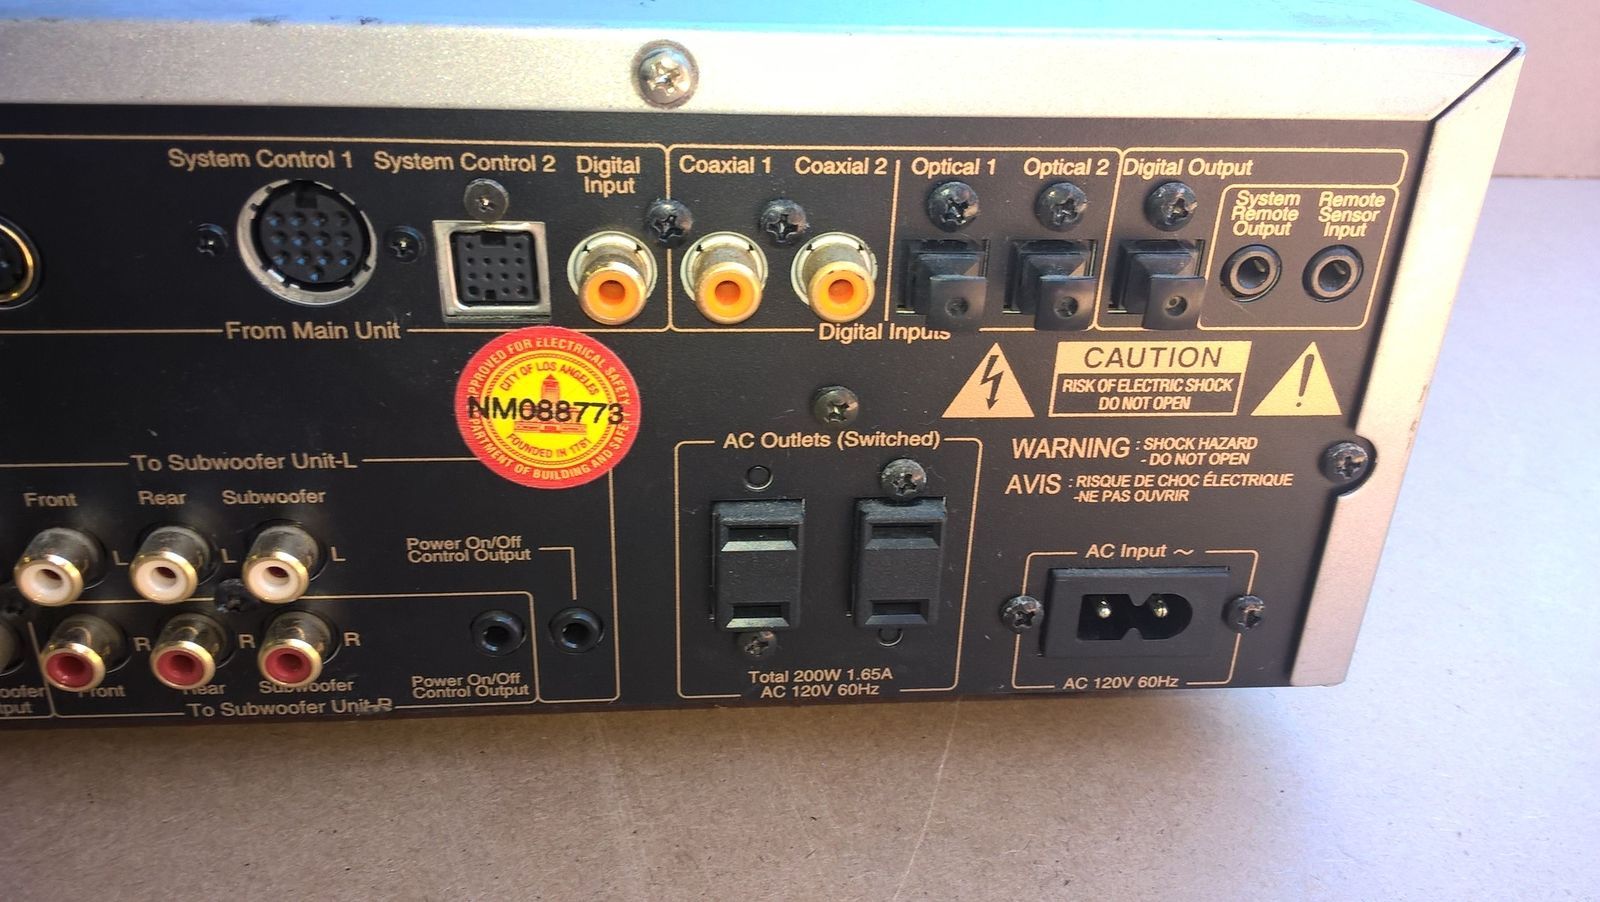 System Control 1
System Control 2
Digital
Input
Coaxial 1
Coaxial 2
Optical 1
Optical 2
Digital Output
System
Remote
Output
Remote
Sensor
Input
From Main Unit
Digital Inputs
APPROVED FOR ELECTRICAL SAFETY
CITY OF LOS ANGELES
NM088773
FOUNDED IN 1781
DEPARTMENT OF BUILDING AND SAFETY
CAUTION
RISK OF ELECTRIC SHOCK
DO NOT OPEN
WARNING : SHOCK HAZARD
- DO NOT OPEN
AVIS : RISQUE DE CHOC ÉLECTRIQUE
-NE PAS OUVRIR
To Subwoofer Unit-L
Front
Rear
Subwoofer
L
L
L
Power On/Off
Control Output
AC Outlets (Switched)
AC Input ~
R
R
R
Front
Rear
Subwoofer
Power On/Off
Control Output
To Subwoofer Unit-R
Total 200W 1.65A
AC 120V 60Hz
AC 120V 60Hz